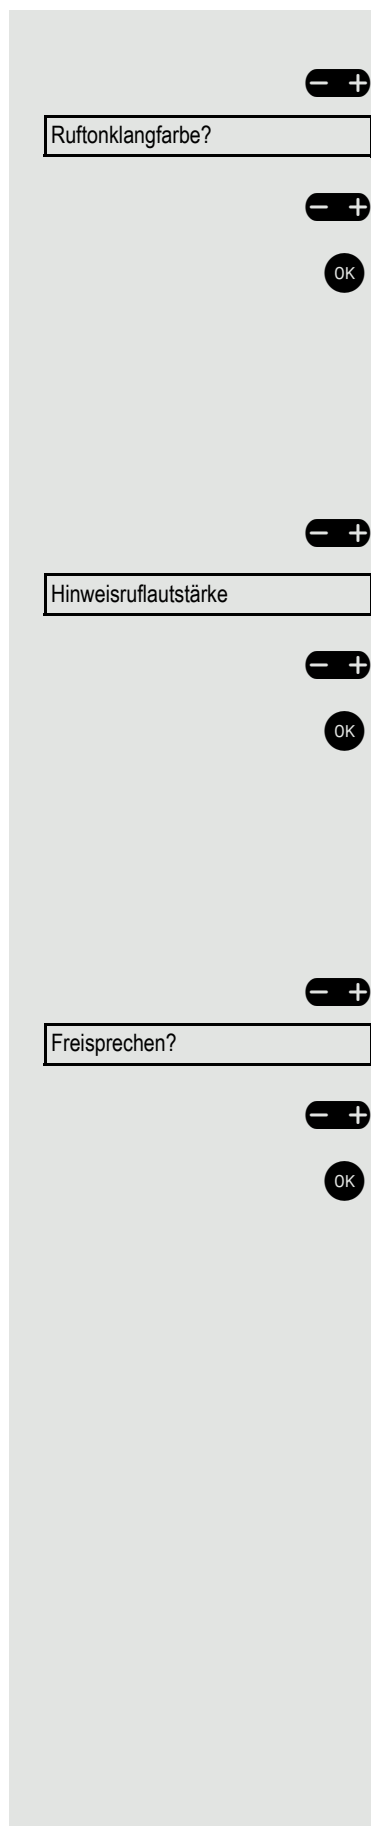 − +
Ruftonklangfarbe?
− +
OK
− +
Hinweisruflautstärke
− +
OK
− +
Freisprechen?
− +
OK